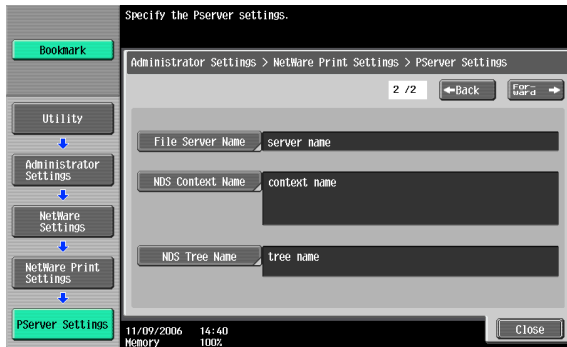 Specify the Pserver settings.
Bookmark
Administrator Settings > NetWare Print Settings > PServer Settings
2 /2
←Back
For-
ward →
Utility
Administrator
Settings
NetWare
Settings
NetWare Print
Settings
PServer Settings
File Server Name
server name
NDS Context Name
context name
NDS Tree Name
tree name
11/09/2006 14:40
Memory 100%
Close